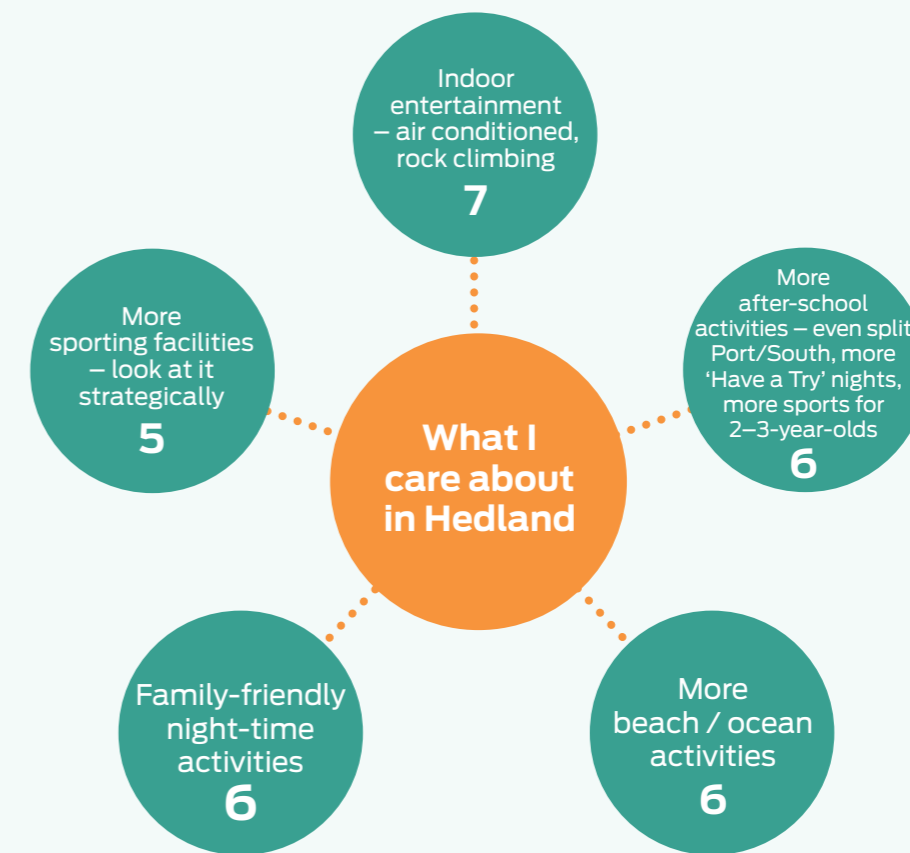 Indoor
entertainment
– air conditioned,
rock climbing
7
More
after-school
activities – even split
Port/South, more
‘Have a Try’ nights,
more sports for
2–3-year-olds
6
More
sporting facilities
– look at it
strategically
5
What I
care about
in Hedland
Family-friendly
night-time
activities
6
More
beach / ocean
activities
6